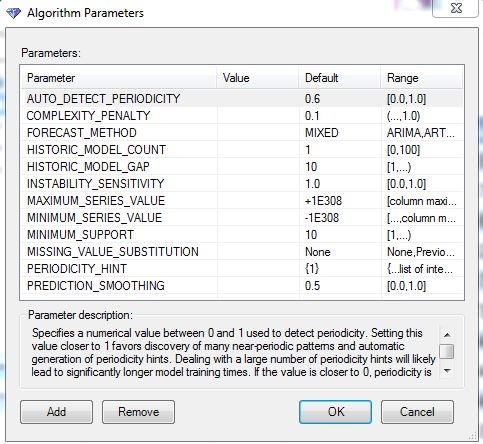 Algorithm Parameters
Parameters:
Parameter Value Default Range
AUTO_DETECT_PERIODICITY 0.6 [0.0,1.0]
COMPLEXITY_PENALTY 0.1 (...,1.0)
FORECAST_METHOD MIXED ARIMA,ART...
HISTORIC_MODEL_COUNT 1 [0,100]
HISTORIC_MODEL_GAP 10 [1,...)
INSTABILITY_SENSITIVITY 1.0 [0.0,1.0]
MAXIMUM_SERIES_VALUE +1E308 [column maxi...
MINIMUM_SERIES_VALUE -1E308 [...,column m...
MINIMUM_SUPPORT 10 [1,...)
MISSING_VALUE_SUBSTITUTION None None,Previo...
PERIODICITY_HINT {1} {...list of inte...
PREDICTION_SMOOTHING 0.5 [0.0,1.0]
Parameter description:
Specifies a numerical value between 0 and 1 used to detect periodicity. Setting this
value closer to 1 favors discovery of many near-periodic patterns and automatic
generation of periodicity hints. Dealing with a large number of periodicity hints will likely
lead to significantly longer model training times. If the value is closer to 0, periodicity is
Add Remove OK Cancel